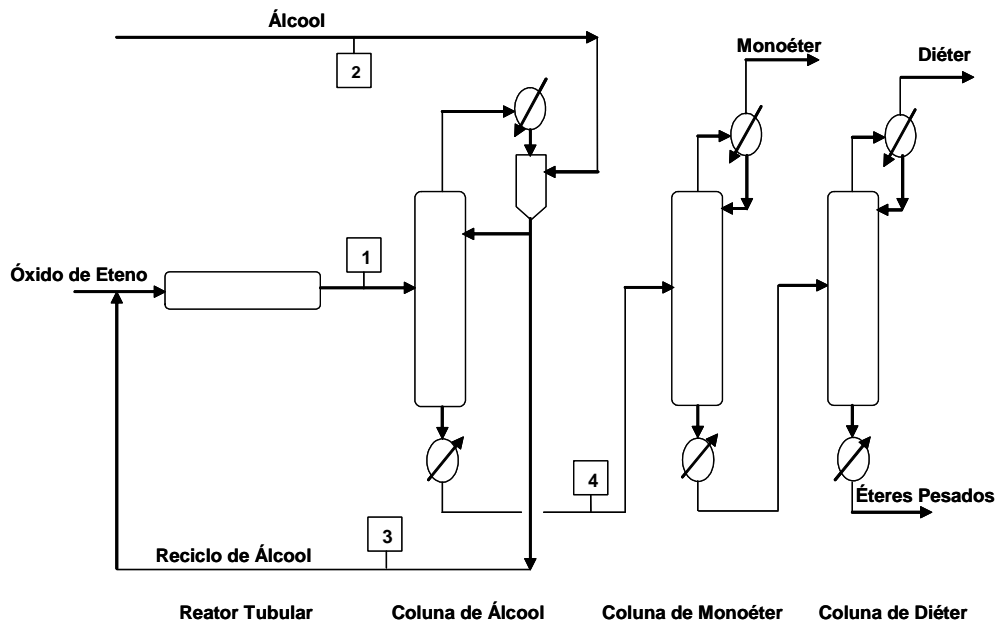 Álcool
2
Monoéter
Diéter
1
Óxido de Eteno
4
Éteres Pesados
3
Reciclo de Álcool
Reator Tubular
Coluna de Álcool
Coluna de Monoéter
Coluna de Diéter